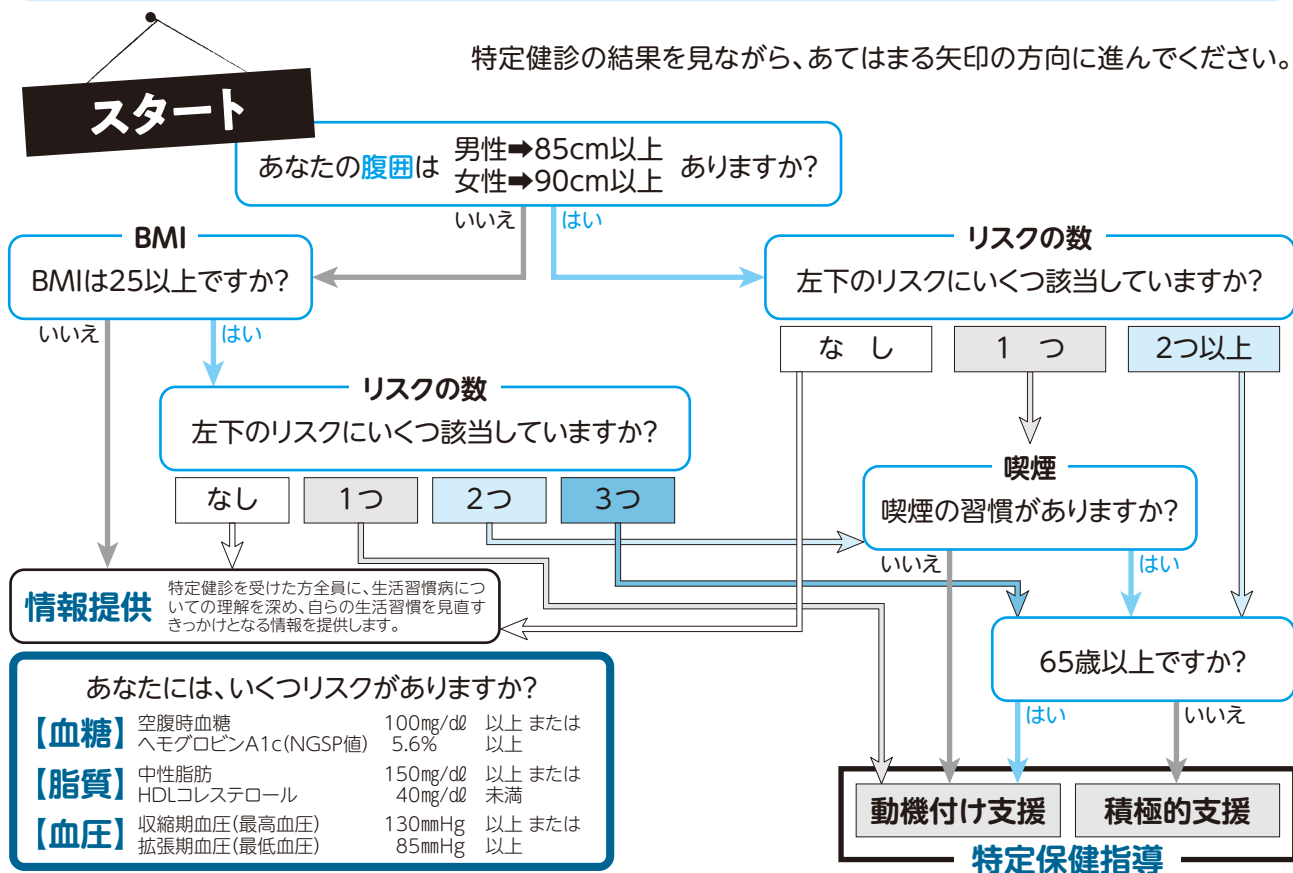 特定健診の結果を見ながら、あてはまる矢印の方向に進んでください。
スタート
あなたの腹囲は 男性➡85cm以上 ありますか?
女性➡90cm以上
いいえ はい
BMI
BMIは25以上ですか?
いいえ はい
リスクの数
左下のリスクにいくつ該当していますか?
なし 1つ 2つ以上
リスクの数
左下のリスクにいくつ該当していますか?
なし 1つ 2つ 3つ
喫煙
喫煙の習慣がありますか?
いいえ はい
情報提供
特定健診を受けた方全員に、生活習慣病につ
いての理解を深め、自らの生活習慣を見直す
きっかけとなる情報を提供します。
65歳以上ですか?
はい いいえ
あなたには、いくつリスクがありますか?
【血糖】 空腹時血糖 100㎎/㎗ 以上 または
ヘモグロビンA1c(NGSP値) 5.6% 以上
【脂質】 中性脂肪 150㎎/㎗ 以上 または
HDLコレステロール 40㎎/㎗ 未満
【血圧】 収縮期血圧(最高血圧) 130㎜Hg 以上 または
拡張期血圧(最低血圧) 85㎜Hg 以上
動機付け支援 積極的支援
特定保健指導